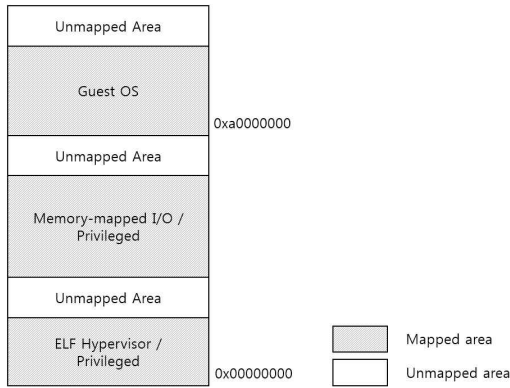 Unmapped Area
Guest OS
0xa0000000
Unmapped Area
Memory-mapped I/O /
Privileged
Unmapped Area
ELF Hypervisor /
Privileged
0x00000000
Mapped area
Unmapped area